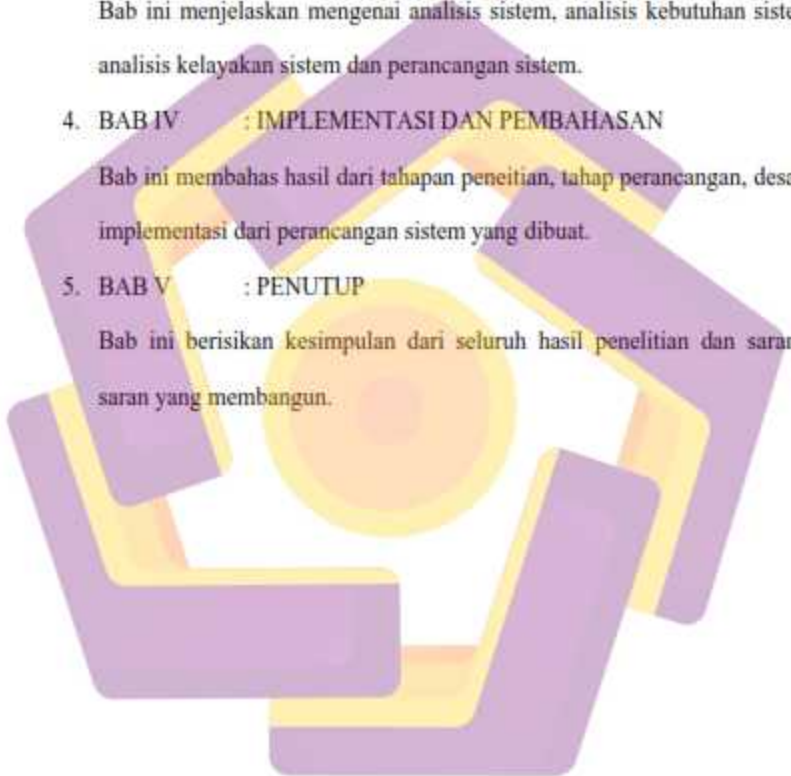 Bab ini menjelaskan mengenai analisis sistem, analisis kebutuhan siste
analisis kelayakan sistem dan perancangan sistem.
4. BAB IV : IMPLEMENTASI DAN PEMBAHASAN
Bab ini membahas hasil dari tahapan peneitian, tahap perancangan, desa
implementasi dari perancangan sistem yang dibuat.
5. BAB V : PENUTUP
Bab ini berisikan kesimpulan dari seluruh hasil penelitian dan saran
saran yang membangun.